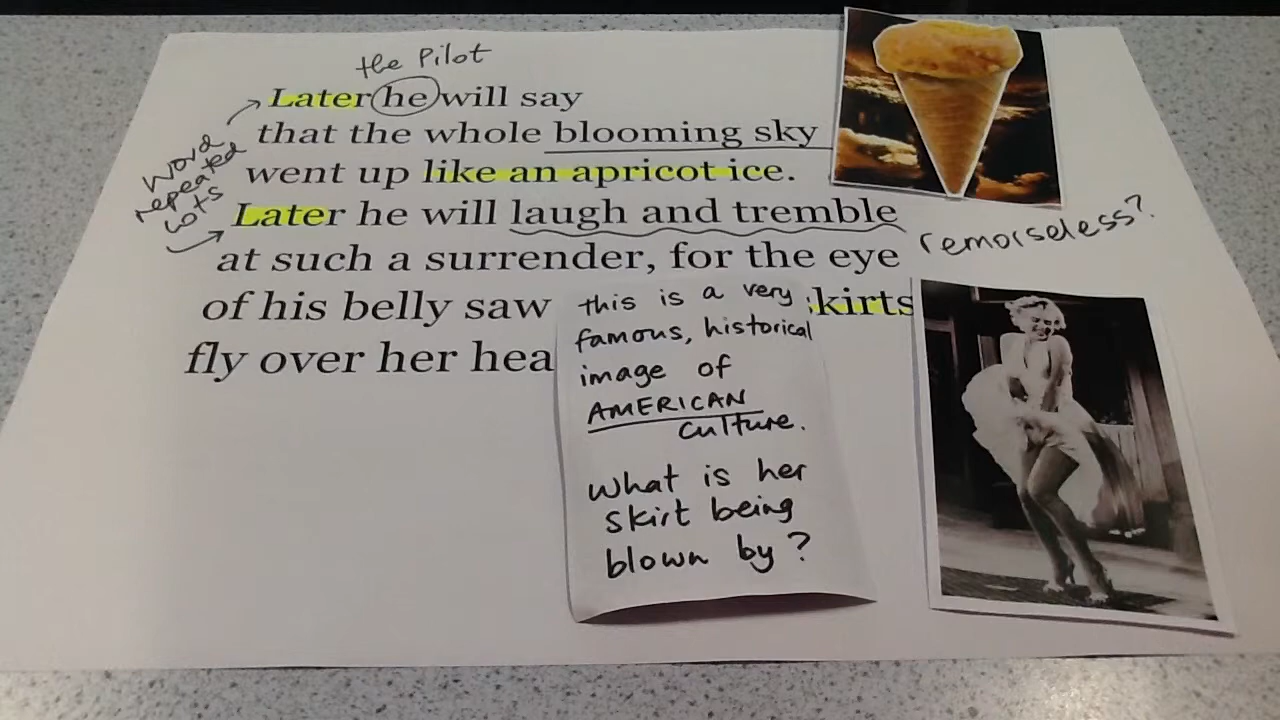 the Pilot
Later he will say
that the whole blooming sky
went up like an apricot ice.
Word
repeated
lots
Later he will laugh and tremble
remorseless?
at such a surrender, for the eye
of his belly saw kirts
fly over her hea
this is a very
famous, historical
image of
AMERICAN
culture.
What is her
skirt being
blown by?